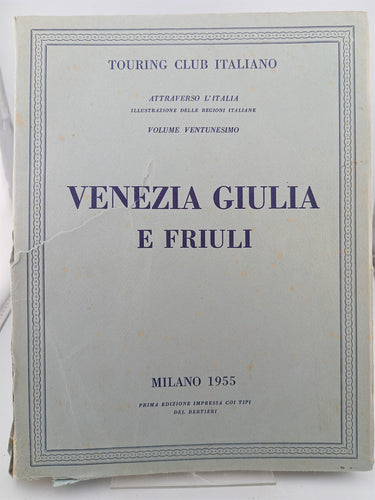 TOURING CLUB ITALIANO
ATTRAVERSO L'ITALIA
ILLUSTRAZIONE DELLE REGIONI ITALIANE
VOLUME VENTUNESIMO
VENEZIA GIULIA
E FRIULI
MILANO 1955
PRIMA EDIZIONE IMPRESSA COI TIPI
DEL BERTIERI